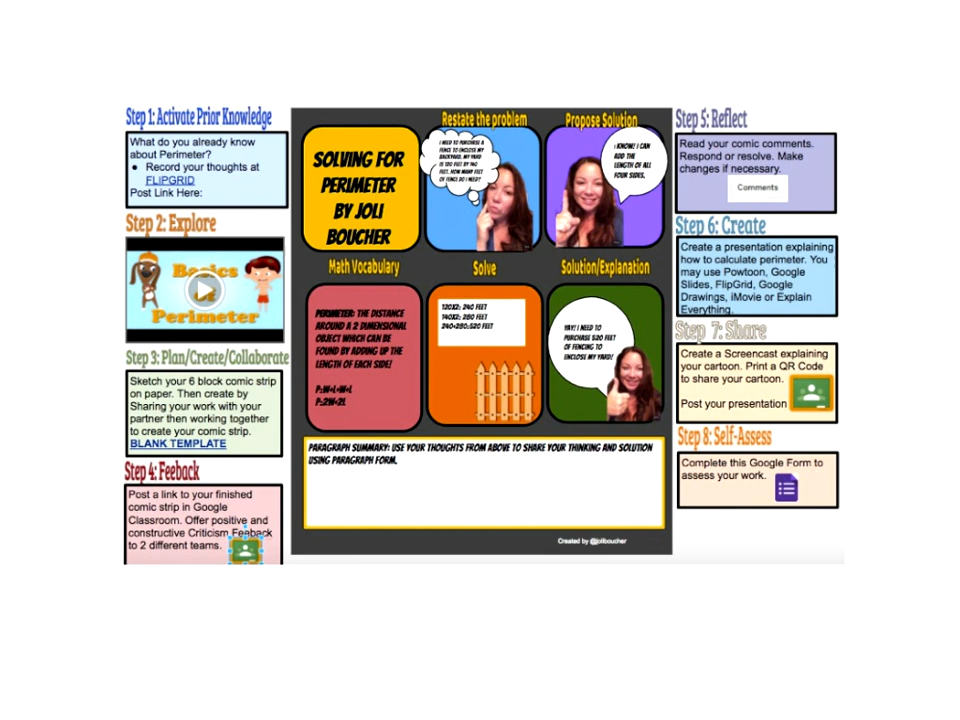 Step 1: Activate Prior Knowledge
What do you already know
about Perimeter?
● Record your thoughts at
FLIPGRID
Post Link Here:
Step 2: Explore
Basics
of
Perimeter
Step 3: Plan/Create/Collaborate
Sketch your 6 block comic strip
on paper. Then create by
Sharing your work with your
partner then working together
to create your comic strip.
BLANK TEMPLATE
Step 4: Feeback
Post a link to your finished
comic strip in Google
Classroom. Offer positive and
constructive Criticism Feeback
to 2 different teams.
SOLVING FOR
PERIMETER
BY JOLI
BOUCHER
Restate the problem
I NEED TO PURCHASE A
FENCE TO ENCLOSE MY
BACKYARD. MY YARD
IS 120 FEET BY 140
FEET. HOW MANY FEET
OF FENCE DO I NEED?
Propose Solution
I KNOW! I CAN
ADD THE
LENGTH OF ALL
FOUR SIDES.
Math Vocabulary
PERIMETER: THE DISTANCE
AROUND A 2 DIMENSIONAL
OBJECT WHICH CAN BE
FOUND BY ADDING UP THE
LENGTH OF EACH SIDE!
P=W+L+W+L
P=2W+2L
Solve
120X2= 240 FEET
140X2= 280 FEET
240+280=520 FEET
Solution/Explanation
YAY! I NEED TO
PURCHASE 520 FEET
OF FENCING TO
ENCLOSE MY YARD!
PARAGRAPH SUMMARY: USE YOUR THOUGHTS FROM ABOVE TO SHARE YOUR THINKING AND SOLUTION
USING PARAGRAPH FORM.
Created by @joliboucher
Step 5: Reflect
Read your comic comments.
Respond or resolve. Make
changes if necessary.
Comments
Step 6: Create
Create a presentation explaining
how to calculate perimeter. You
may use Powtoon, Google
Slides, FlipGrid, Google
Drawings, iMovie or Explain
Everything.
Step 7: Share
Create a Screencast explaining
your cartoon. Print a QR Code
to share your cartoon.
Post your presentation
Step 8: Self-Assess
Complete this Google Form to
assess your work.